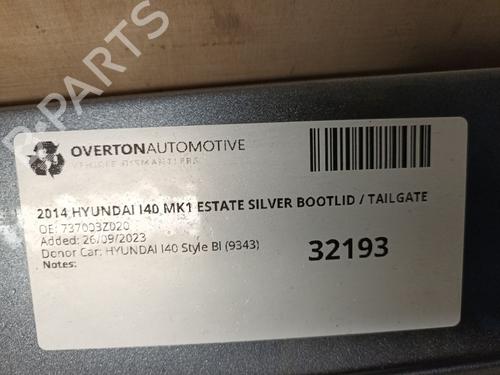 OVERTONAUTOMOTIVE
VEHICLE DISMANTLERS
2014 HYUNDAI I40 MK1 ESTATE SILVER BOOTLID / TAILGATE
OE: 737003Z020
Added: 26/09/2023
Donor Car: HYUNDAI I40 Style Bl (9343)
Notes:
32193